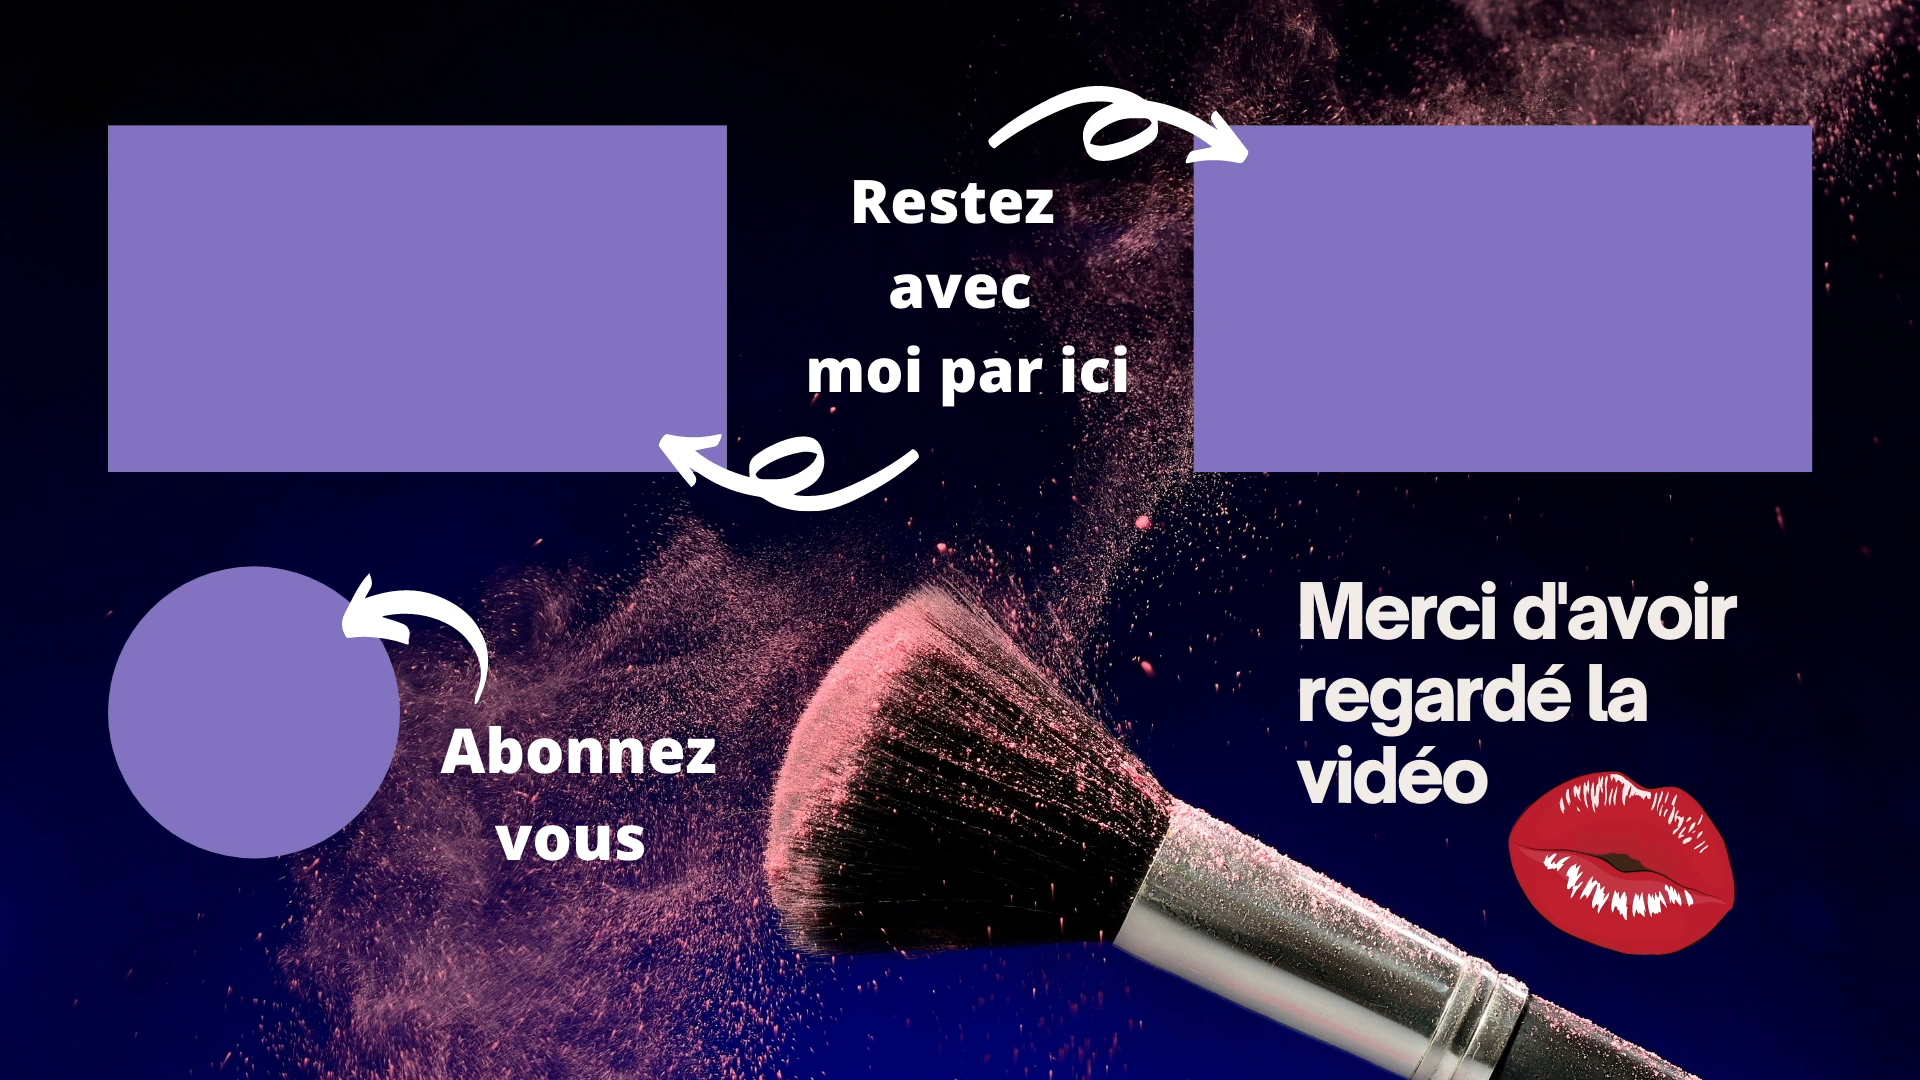 Restez
avec
moi par ici
Abonnez
vous
Merci d'avoir
regardé la
vidéo